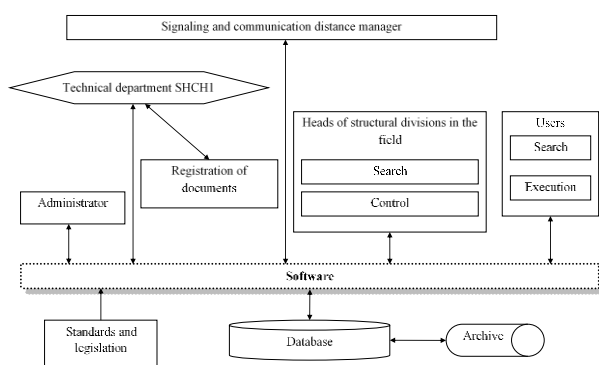 Signaling and communication distance manager
Technical department SHCH1
Heads of structural divisions in the
field
Users
Search
Registration of
documents
Search
Control
Execution
Administrator
Software
Standards and
legislation
Database
Archive